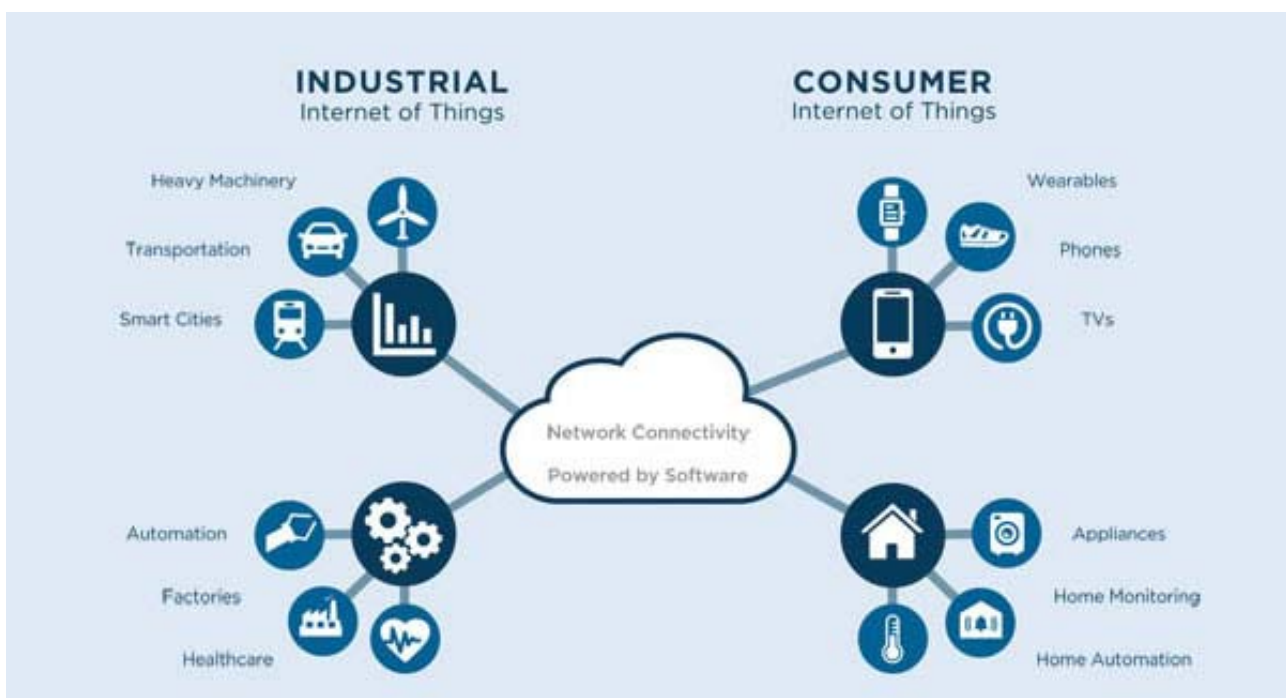 INDUSTRIAL
Internet of Things
CONSUMER
Internet of Things
Heavy Machinery
Transportation
Smart Cities
Wearables
Phones
TVs
Network Connectivity
Powered by Software
Automation
Factories
Healthcare
Appliances
Home Monitoring
Home Automation